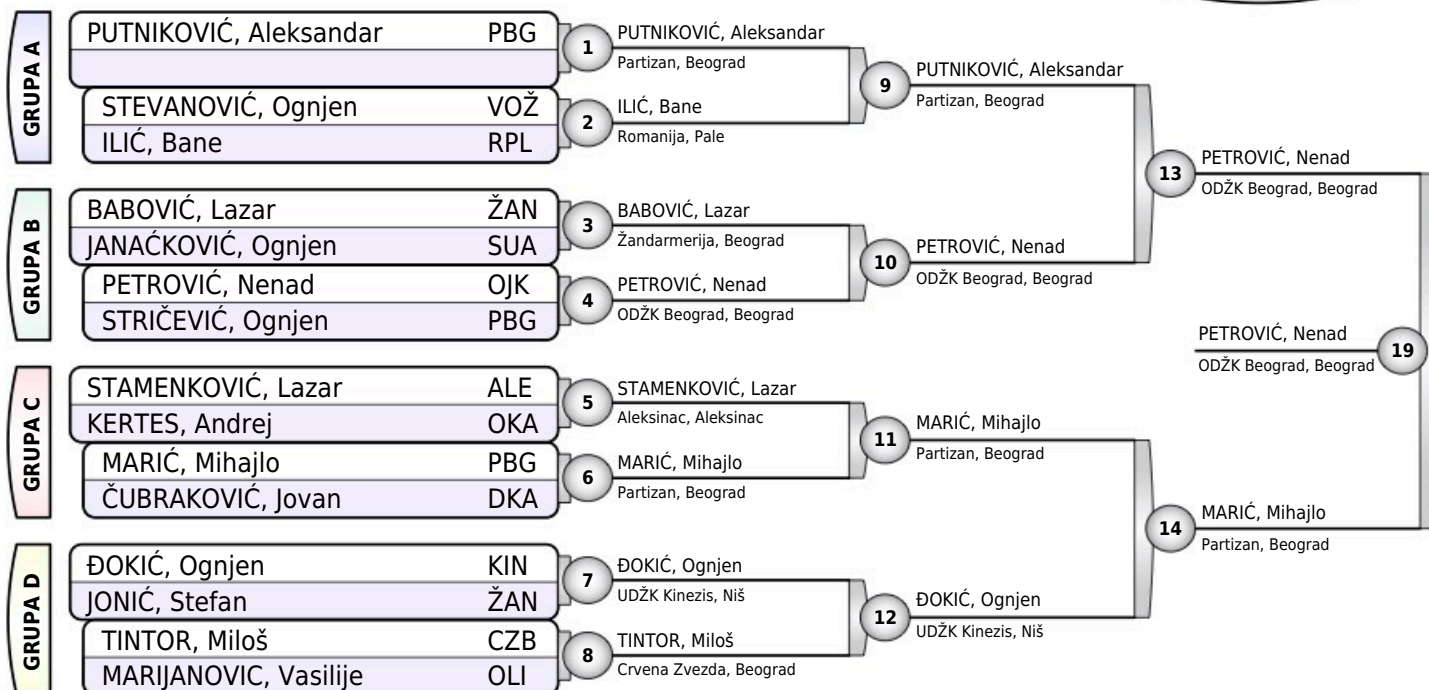 GRUPA A
PUTNIKOVIĆ, Aleksandar PBG
STEVANOVIĆ, Ognjen VOŽ
ILIĆ, Bane RPL
GRUPA B
BABOVIĆ, Lazar ŽAN
JANAĆKOVIĆ, Ognjen SUA
PETROVIĆ, Nenad OJK
STRIČEVIĆ, Ognjen PBG
GRUPA C
STAMENKOVIĆ, Lazar ALE
KERTES, Andrej OKA
MARIĆ, Mihajlo PBG
ČUBRAKOVIĆ, Jovan DKA
GRUPA D
ĐOKIĆ, Ognjen KIN
JONIĆ, Stefan ŽAN
TINTOR, Miloš CZB
MARIJANOVIC, Vasilije OLI
1
PUTNIKOVIĆ, Aleksandar
Partizan, Beograd
2
ILIĆ, Bane
Romanija, Pale
3
BABOVIĆ, Lazar
Žandarmerija, Beograd
4
PETROVIĆ, Nenad
ODŽK Beograd, Beograd
5
STAMENKOVIĆ, Lazar
Aleksinac, Aleksinac
6
MARIĆ, Mihajlo
Partizan, Beograd
7
ĐOKIĆ, Ognjen
UDŽK Kinezis, Niš
8
TINTOR, Miloš
Crvena Zvezda, Beograd
9
PUTNIKOVIĆ, Aleksandar
Partizan, Beograd
10
PETROVIĆ, Nenad
ODŽK Beograd, Beograd
11
MARIĆ, Mihajlo
Partizan, Beograd
12
ĐOKIĆ, Ognjen
UDŽK Kinezis, Niš
13
PETROVIĆ, Nenad
ODŽK Beograd, Beograd
14
MARIĆ, Mihajlo
Partizan, Beograd
PETROVIĆ, Nenad
ODŽK Beograd, Beograd
19